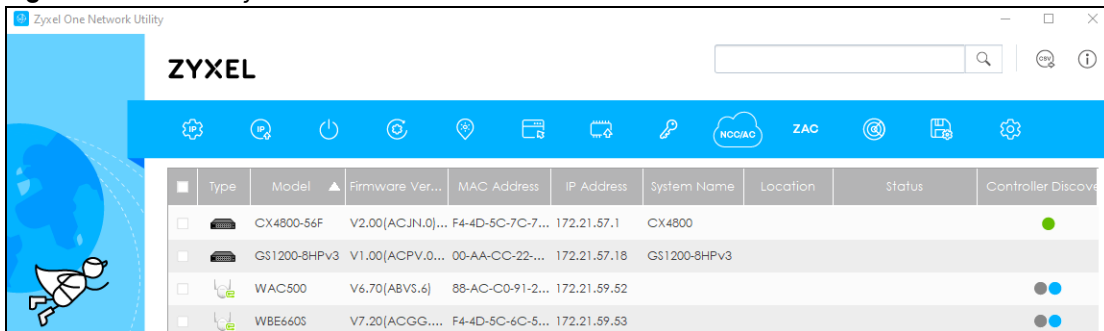 Zyxel One Network Utility
ZYXEL
CSV
IP IP NCC/AC ZAC
Type Model Firmware Ver... MAC Address IP Address System Name Location Status Controller Discove
CX4800-56F V2.00(ACJN.0)... F4-4D-5C-7C-7... 172.21.57.1 CX4800
GS1200-8HPv3 V1.00(ACPV.0... 00-AA-CC-22-... 172.21.57.18 GS1200-8HPv3
WAC500 V6.70(ABVS.6) 88-AC-C0-91-2... 172.21.59.52
WBE660S V7.20(ACGG.... F4-4D-5C-6C-5... 172.21.59.53